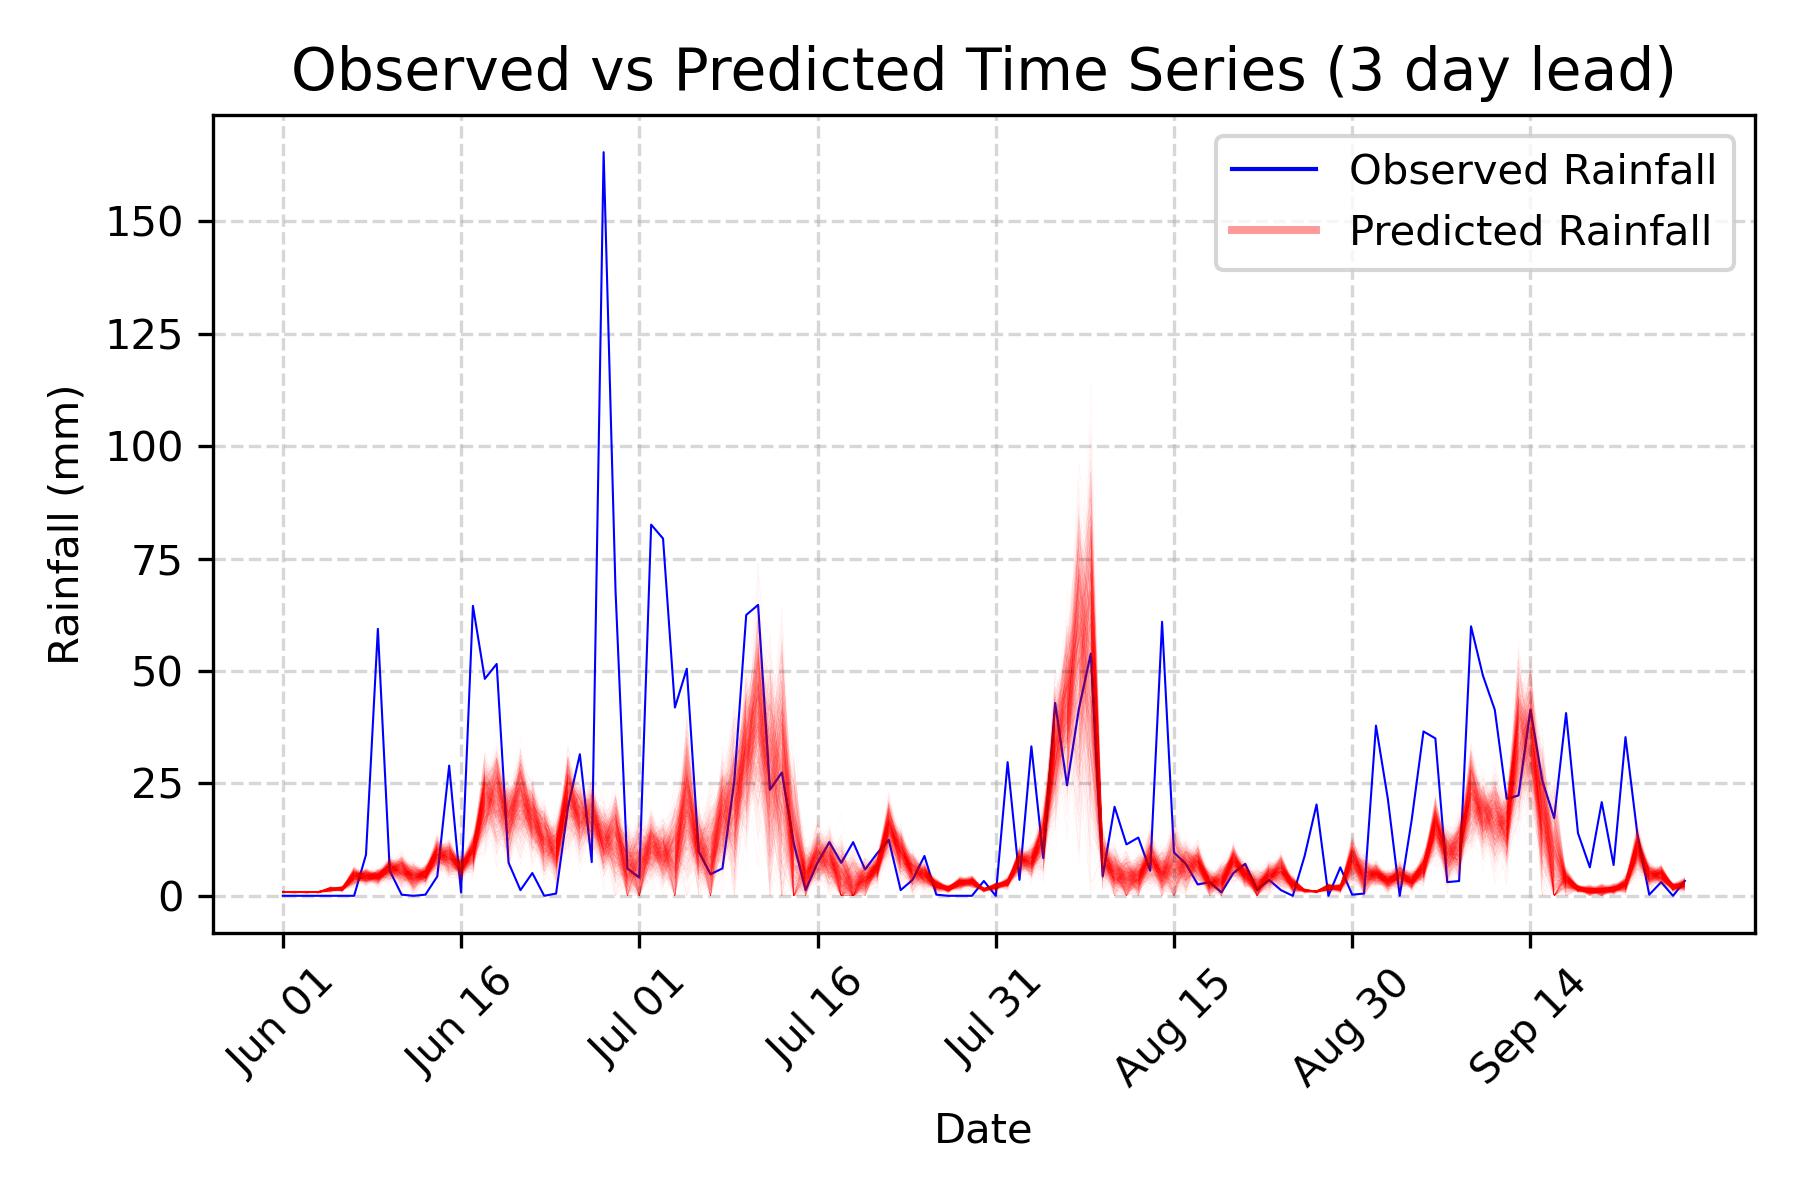 Observed vs Predicted Time Series (3 day lead)
Observed Rainfall
Predicted Rainfall
Rainfall (mm)
150
125
100
75
50
25
0
Jun 01
Jun 16
Jul 01
Jul 16
Jul 31
Aug 15
Aug 30
Sep 14
Date